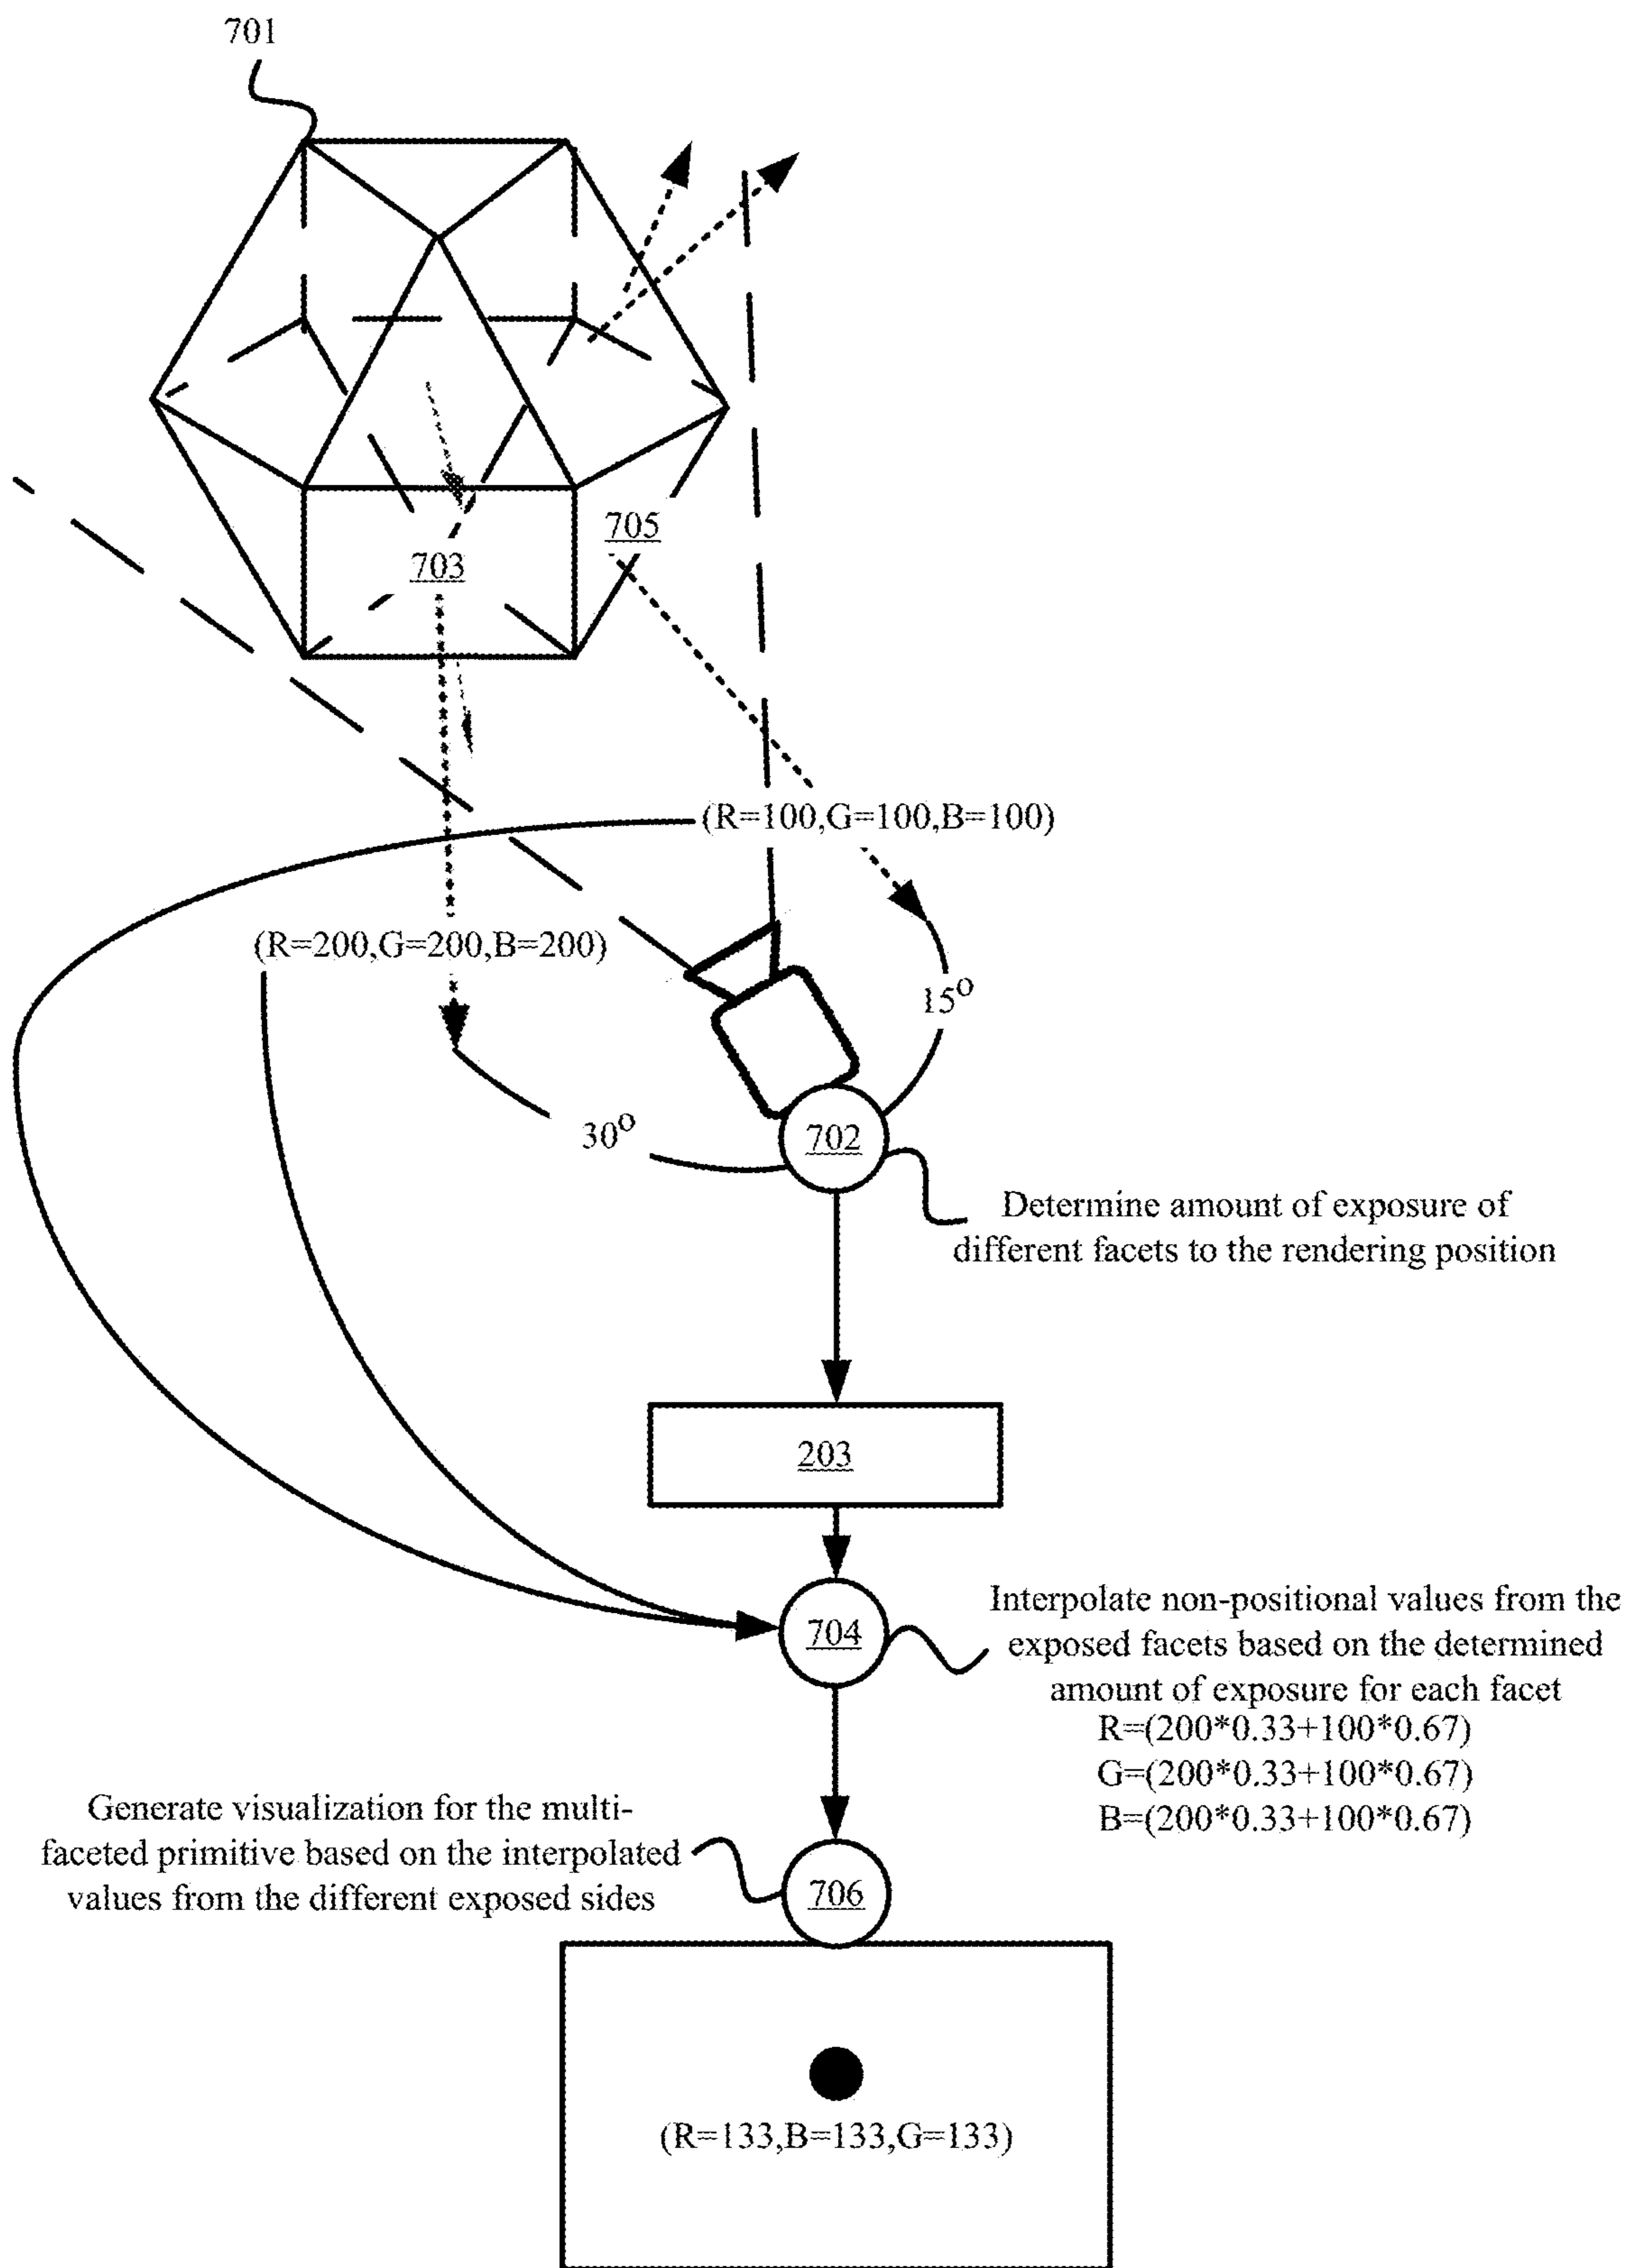 701
705
703
(R=100,G=100,B=100)
(R=200,G=200,B=200)
15°
30°
702
Determine amount of exposure of
different facets to the rendering position
203
704
Interpolate non-positional values from the
exposed facets based on the determined
amount of exposure for each facet
R=(200*0.33+100*0.67)
G=(200*0.33+100*0.67)
B=(200*0.33+100*0.67)
Generate visualization for the multi-
faceted primitive based on the interpolated
values from the different exposed sides
706
(R=133,B=133,G=133)